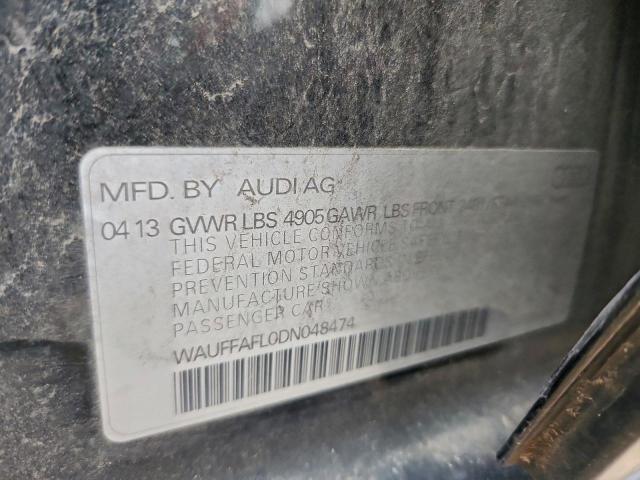 MFD. BY AUDI AG
04 13 GVWR LBS 4905 GAWR LBS FRONT
THIS VEHICLE CONFORMS TO
FEDERAL MOTOR VEHICLE
PREVENTION STANDARDS
MANUFACTURE SHOWN
PASSENGER CAR
WAUFFAFL0DN048474